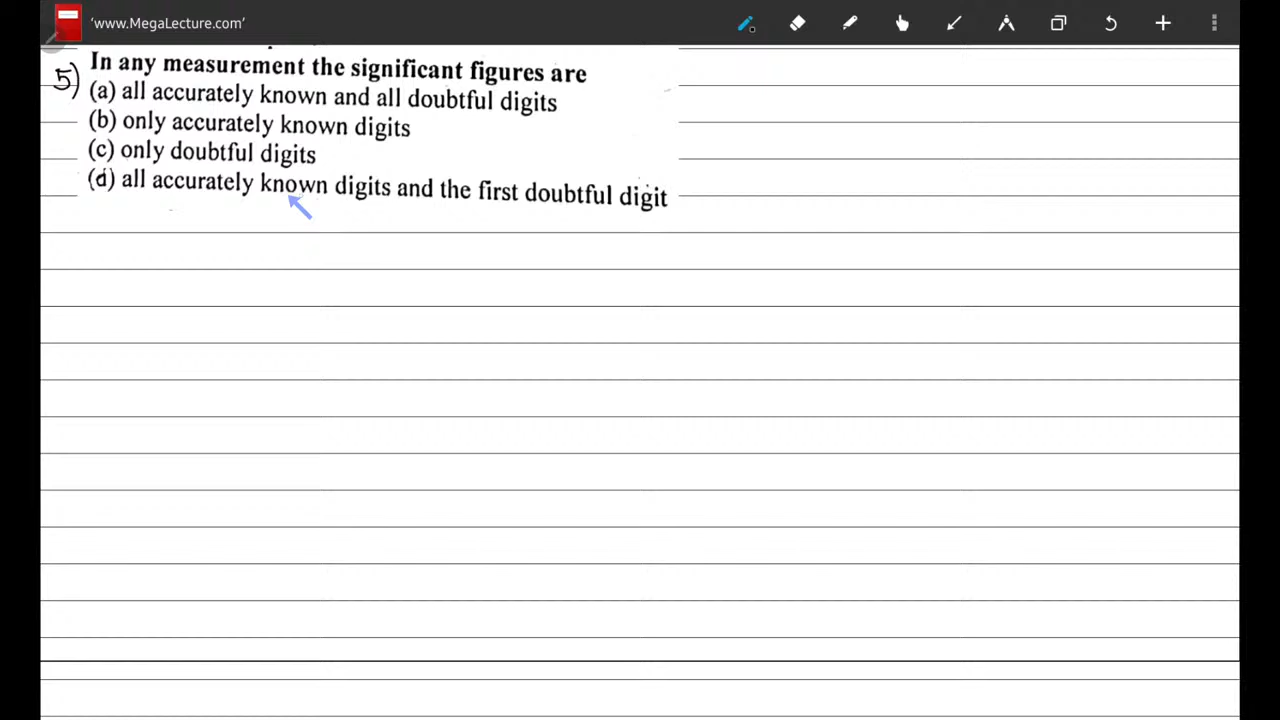 'www.MegaLecture.com'
5) In any measurement the significant figures are
(a) all accurately known and all doubtful digits
(b) only accurately known digits
(c) only doubtful digits
(d) all accurately known digits and the first doubtful digit